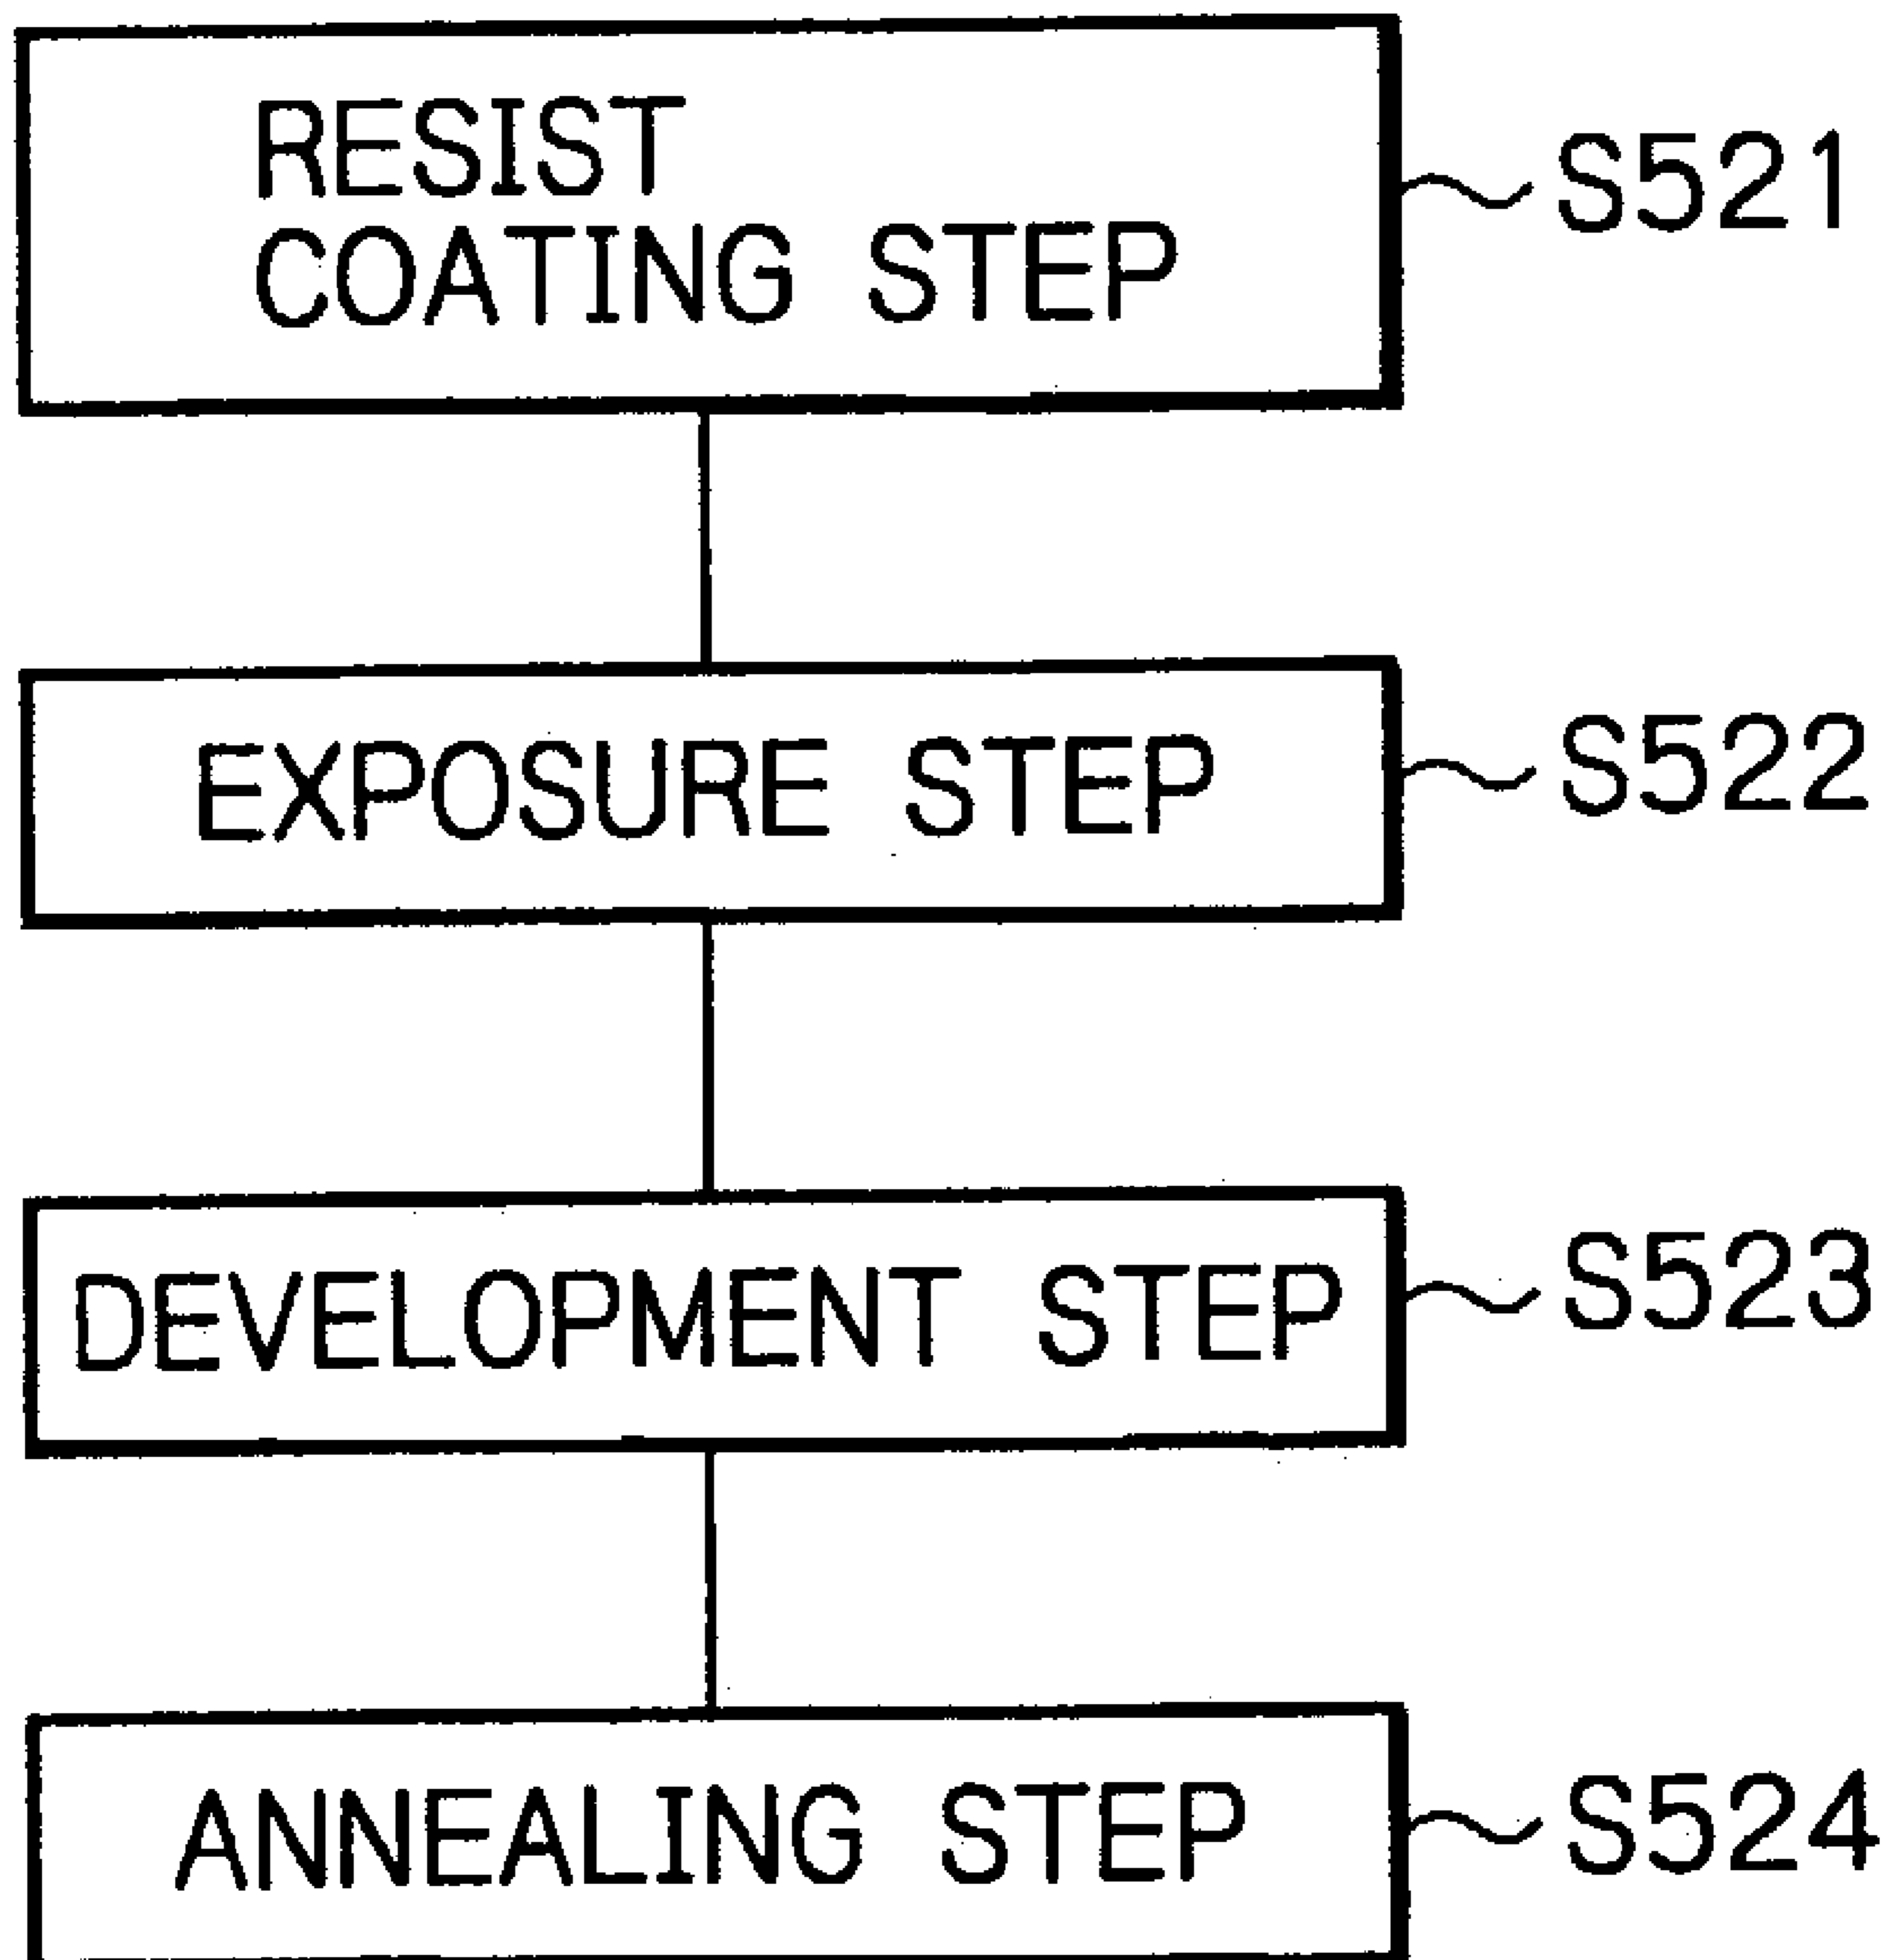 RESIST
COATING STEP
S521
EXPOSURE STEP
S522
DEVELOPMENT STEP
S523
ANNEALING STEP
S524